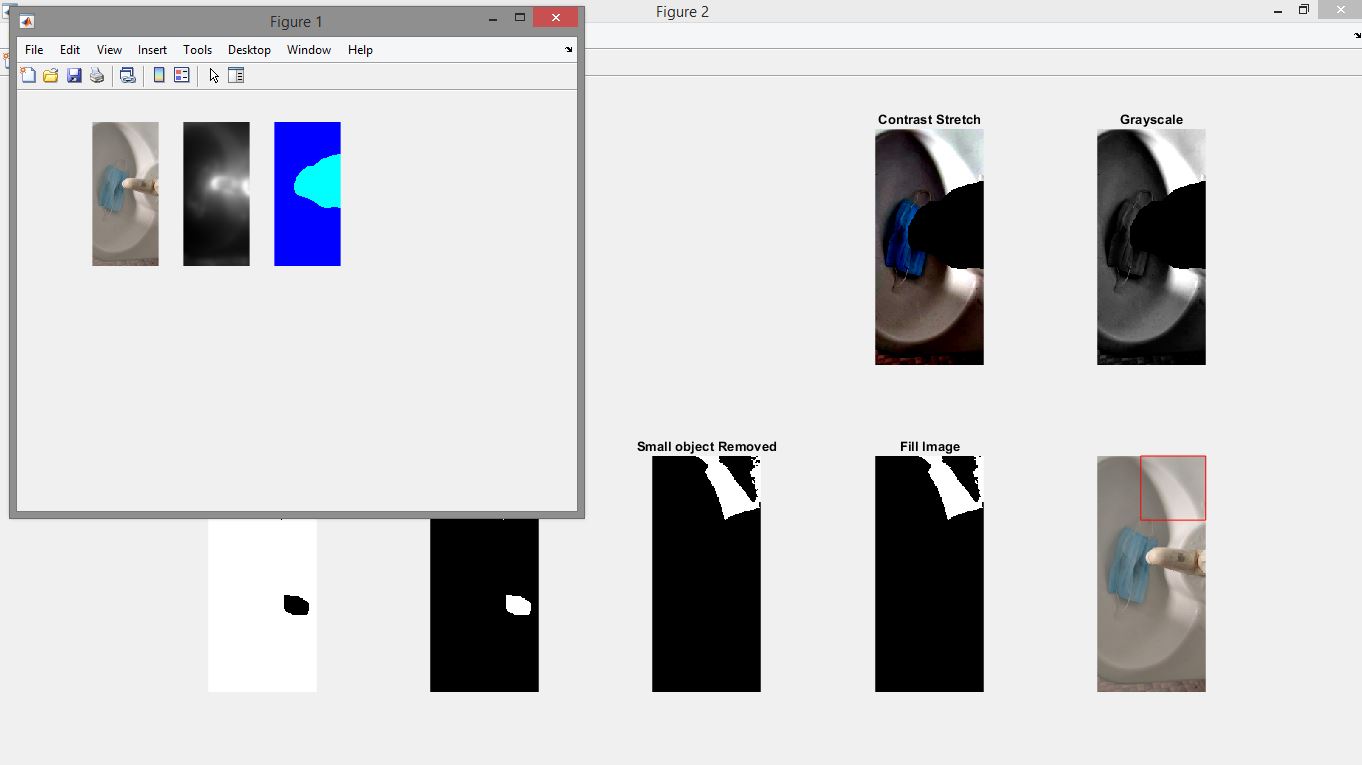 Figure 1
Figure 2
File Edit View Insert Tools Desktop Window Help
Contrast Stretch
Grayscale
Small object Removed
Fill Image